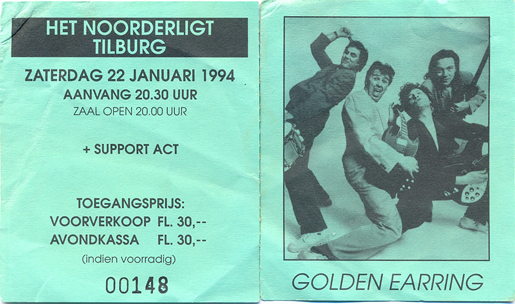 HET NOORDERLIGT
TILBURG
ZATERDAG 22 JANUARI 1994
AANVANG 20.30 UUR
ZAAL OPEN 20.00 UUR
+ SUPPORT ACT
TOEGANGSPRIJS:
VOORVERKOOP FL. 30,--
AVONDKASSA FL. 30,--
(indien voorradig)
00148
GOLDEN EARRING